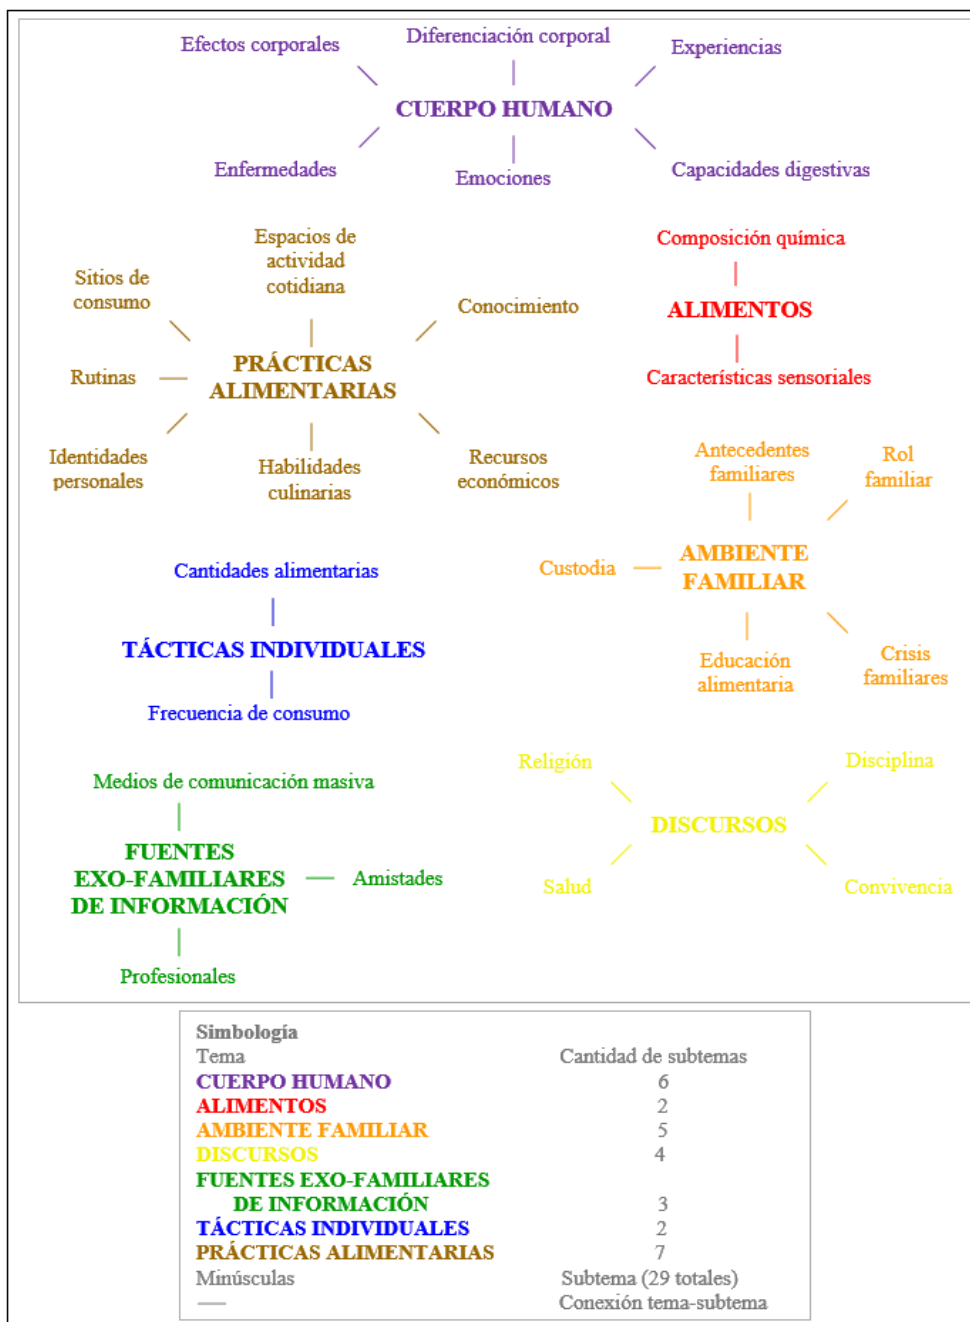 Efectos corporales
Diferenciación corporal
Experiencias
CUERPO HUMANO
Enfermedades
Emociones
Capacidades digestivas
Espacios de
actividad
cotidiana
Sitios de
consumo
Conocimiento
Rutinas
PRÁCTICAS
ALIMENTARIAS
Identidades
personales
Habilidades
culinarias
Recursos
económicos
Composición química
ALIMENTOS
Características sensoriales
Antecedentes
familiares
Rol
familiar
Custodia
AMBIENTE
FAMILIAR
Educación
alimentaria
Crisis
familiares
Cantidades alimentarias
TÁCTICAS INDIVIDUALES
Frecuencia de consumo
Religión
Disciplina
DISCURSOS
Salud
Convivencia
Medios de comunicación masiva
FUENTES
EXO-FAMILIARES
DE INFORMACIÓN
Amistades
Profesionales
Simbología
Tema Cantidad de subtemas
CUERPO HUMANO 6
ALIMENTOS 2
AMBIENTE FAMILIAR 5
DISCURSOS 4
FUENTES EXO-FAMILIARES
DE INFORMACIÓN 3
TÁCTICAS INDIVIDUALES 2
PRÁCTICAS ALIMENTARIAS 7
Minúsculas Subtema (29 totales)
— Conexión tema-subtema